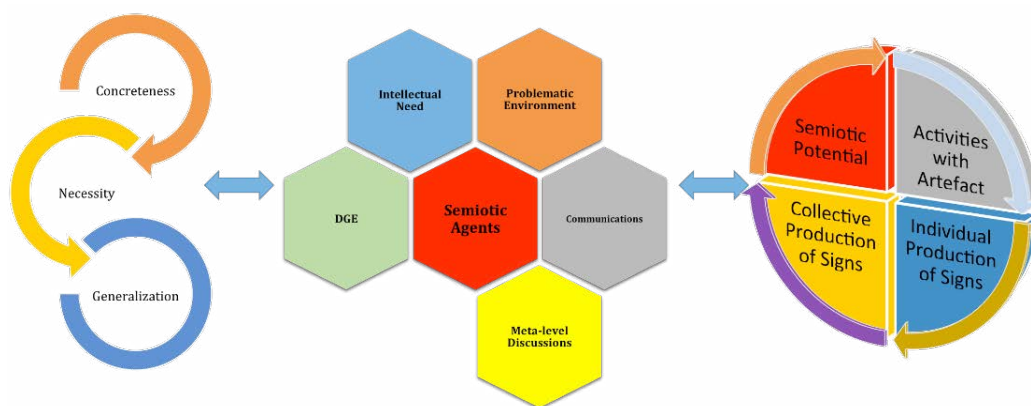 Concreteness
Necessity
Generalization
Intellectual
Need
Problematic
Environment
DGE
Semiotic
Agents
Communications
Meta-level
Discussions
Semiotic
Potential
Activities
with
Artefact
Collective
Production
of Signs
Individual
Production
of Signs